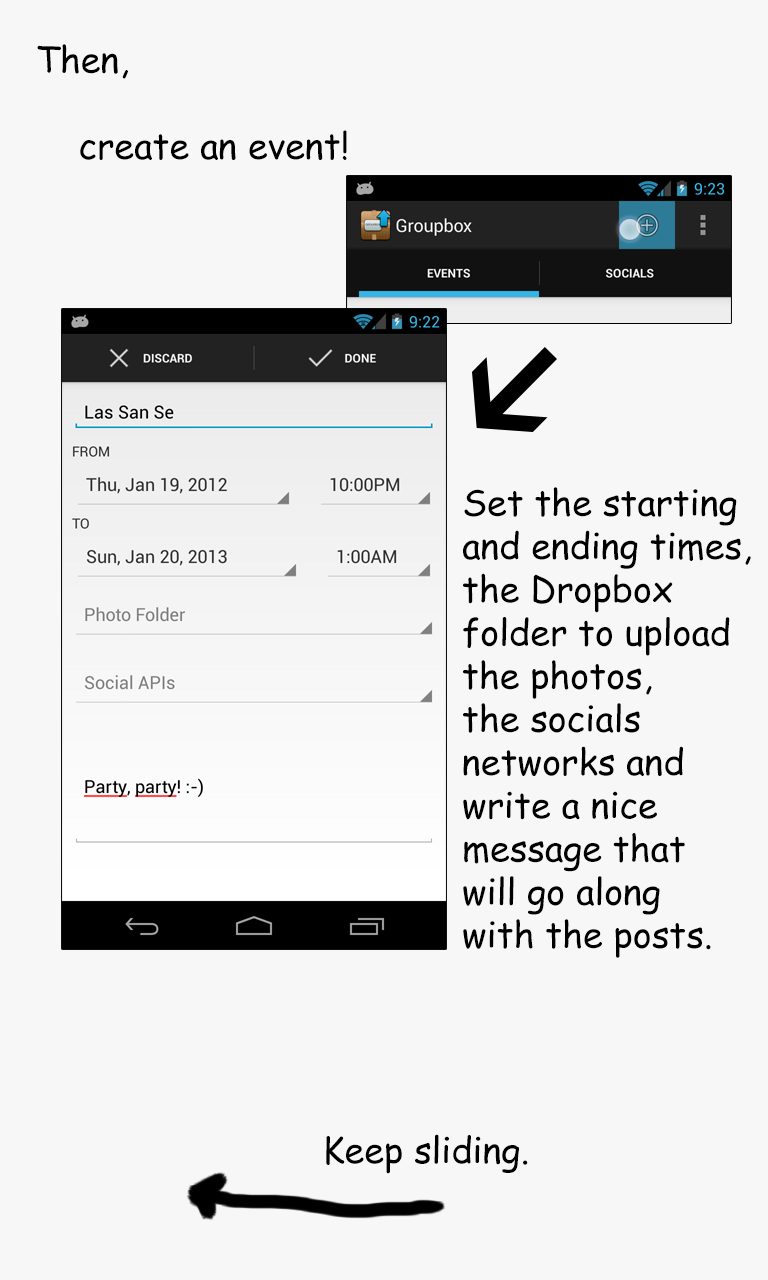 Then,
create an event!
9:23
Groupbox
EVENTS SOCIALS
9:22
DISCARD DONE
Las San Se
FROM
Thu, Jan 19, 2012 10:00PM
TO
Sun, Jan 20, 2013 1:00AM
Photo Folder
Social APIs
Party, party! :-)
Set the starting
and ending times,
the Dropbox
folder to upload
the photos,
the socials
networks and
write a nice
message that
will go along
with the posts.
Keep sliding.